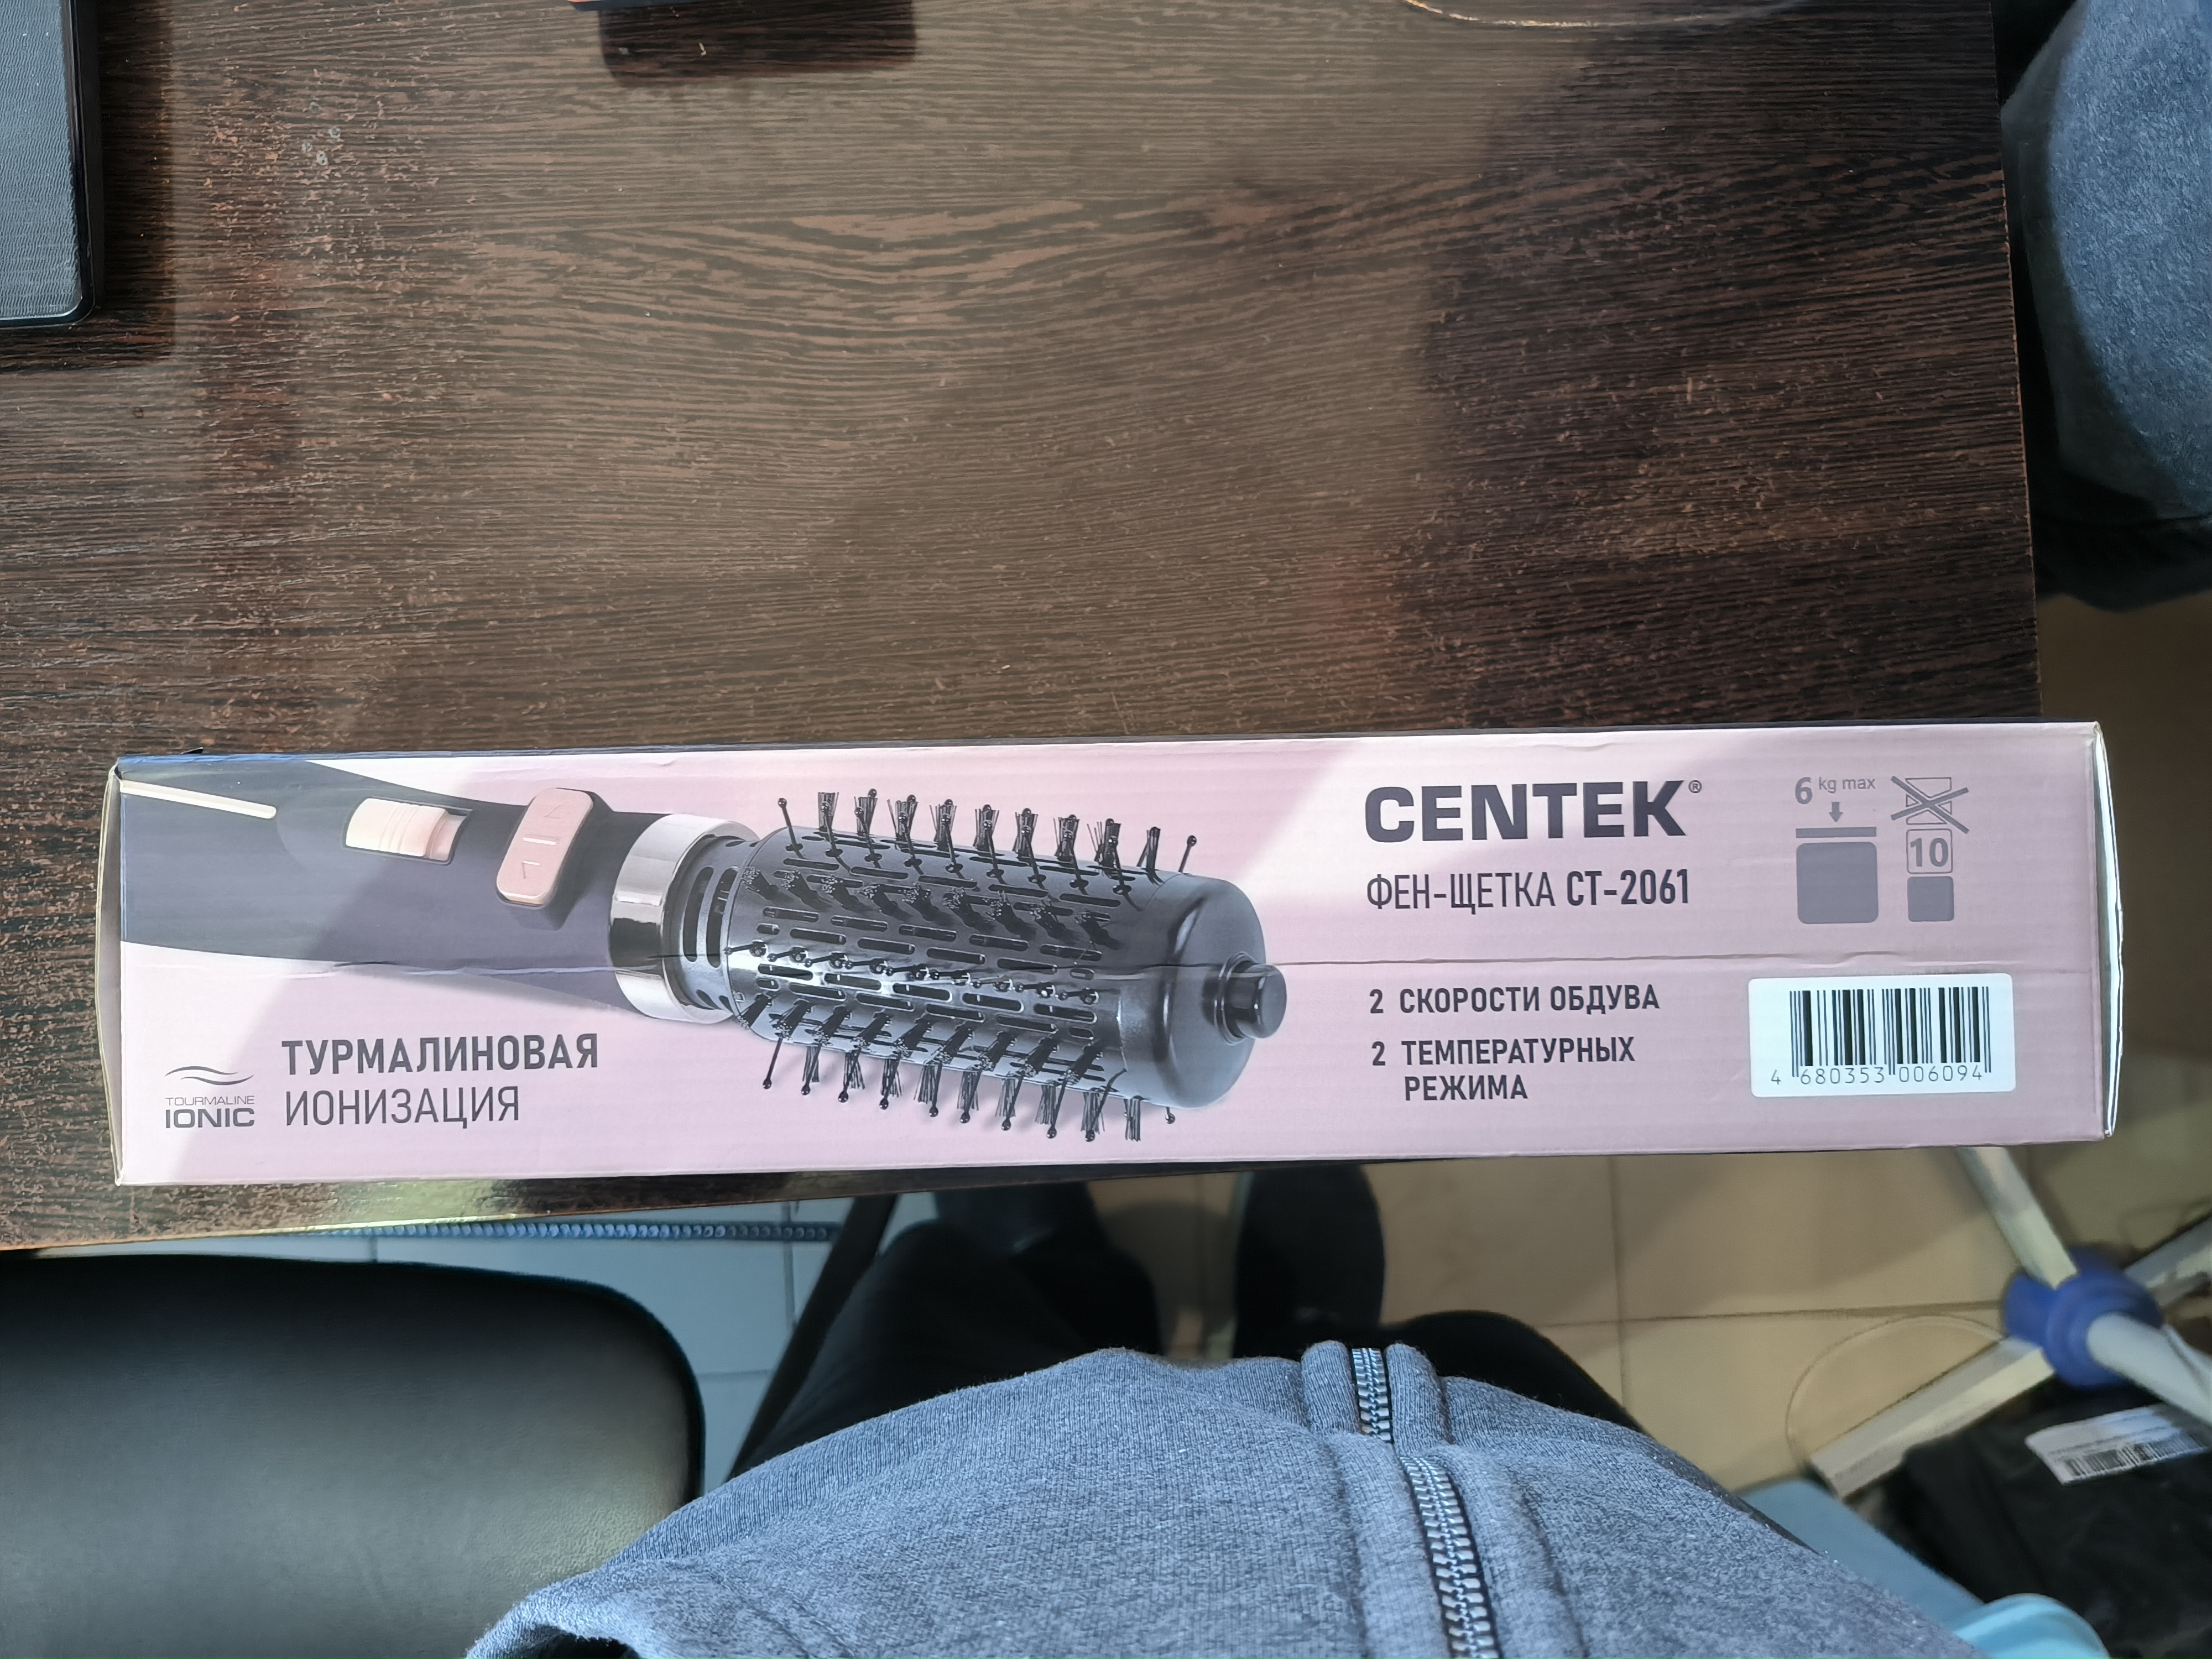 CENTEK®
ФЕН-ЩЕТКА CT-2061
2 СКОРОСТИ ОБДУВА
2 ТЕМПЕРАТУРНЫХ
РЕЖИМА
6 kg max
10
4 680353 006094
ТУРМАЛИНОВАЯ
ИОНИЗАЦИЯ
TOURMALINE
IONIC